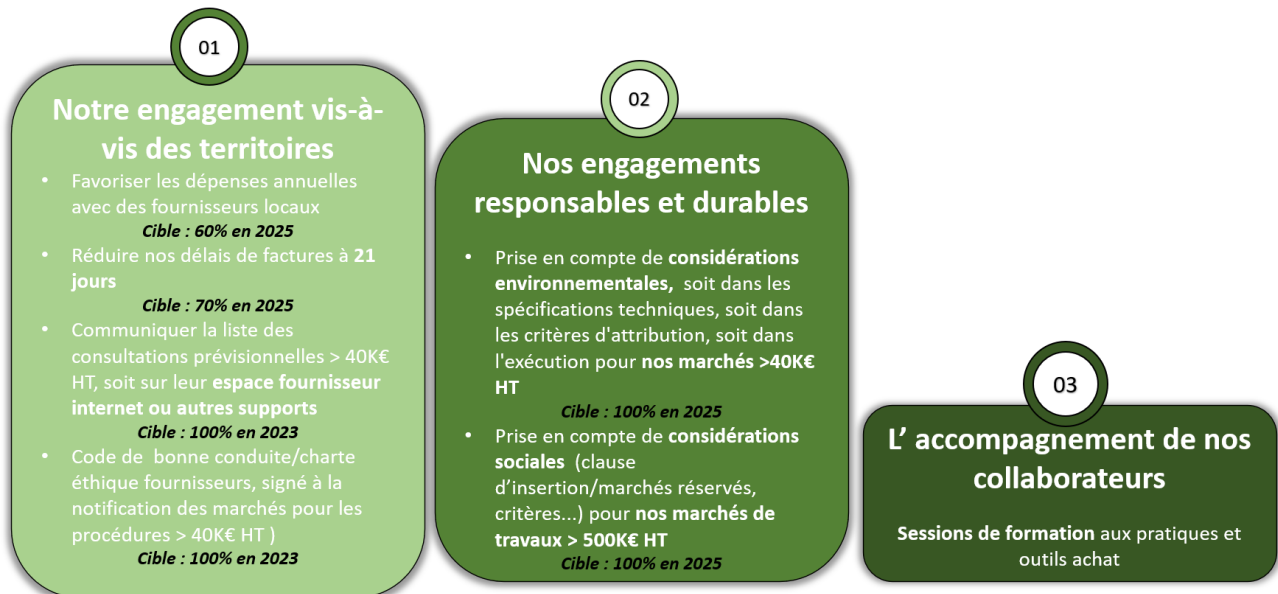 01
Notre engagement vis-à-
vis des territoires
• Favoriser les dépenses annuelles
avec des fournisseurs locaux
Cible : 60% en 2025
• Réduire nos délais de factures à 21
jours
Cible : 70% en 2025
• Communiquer la liste des
consultations prévisionnelles > 40K€
HT, soit sur leur espace fournisseur
internet ou autres supports
Cible : 100% en 2023
• Code de bonne conduite/charte
éthique fournisseurs, signé à la
notification des marchés pour les
procédures > 40K€ HT )
Cible : 100% en 2023
02
Nos engagements
responsables et durables
• Prise en compte de considérations
environnementales, soit dans les
spécifications techniques, soit dans
les critères d'attribution, soit dans
l'exécution pour nos marchés >40K€
HT
Cible : 100% en 2025
• Prise en compte de considérations
sociales (clause
d’insertion/marchés réservés,
critères...) pour nos marchés de
travaux > 500K€ HT
Cible : 100% en 2025
03
L’ accompagnement de nos
collaborateurs
Sessions de formation aux pratiques et
outils achat